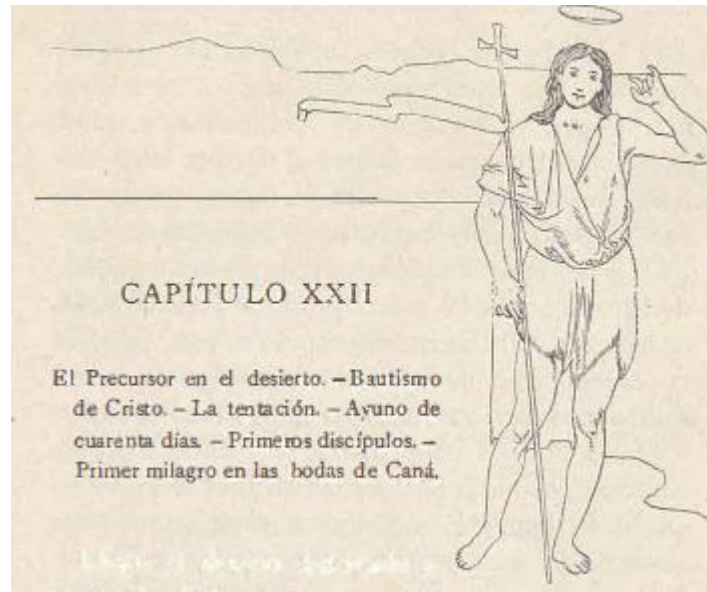 CAPÍTULO XXII
El Precursor en el desierto. – Bautismo
de Cristo. – La tentación. – Ayuno de
cuarenta días. – Primeros discípulos. –
Primer milagro en las bodas de Caná.